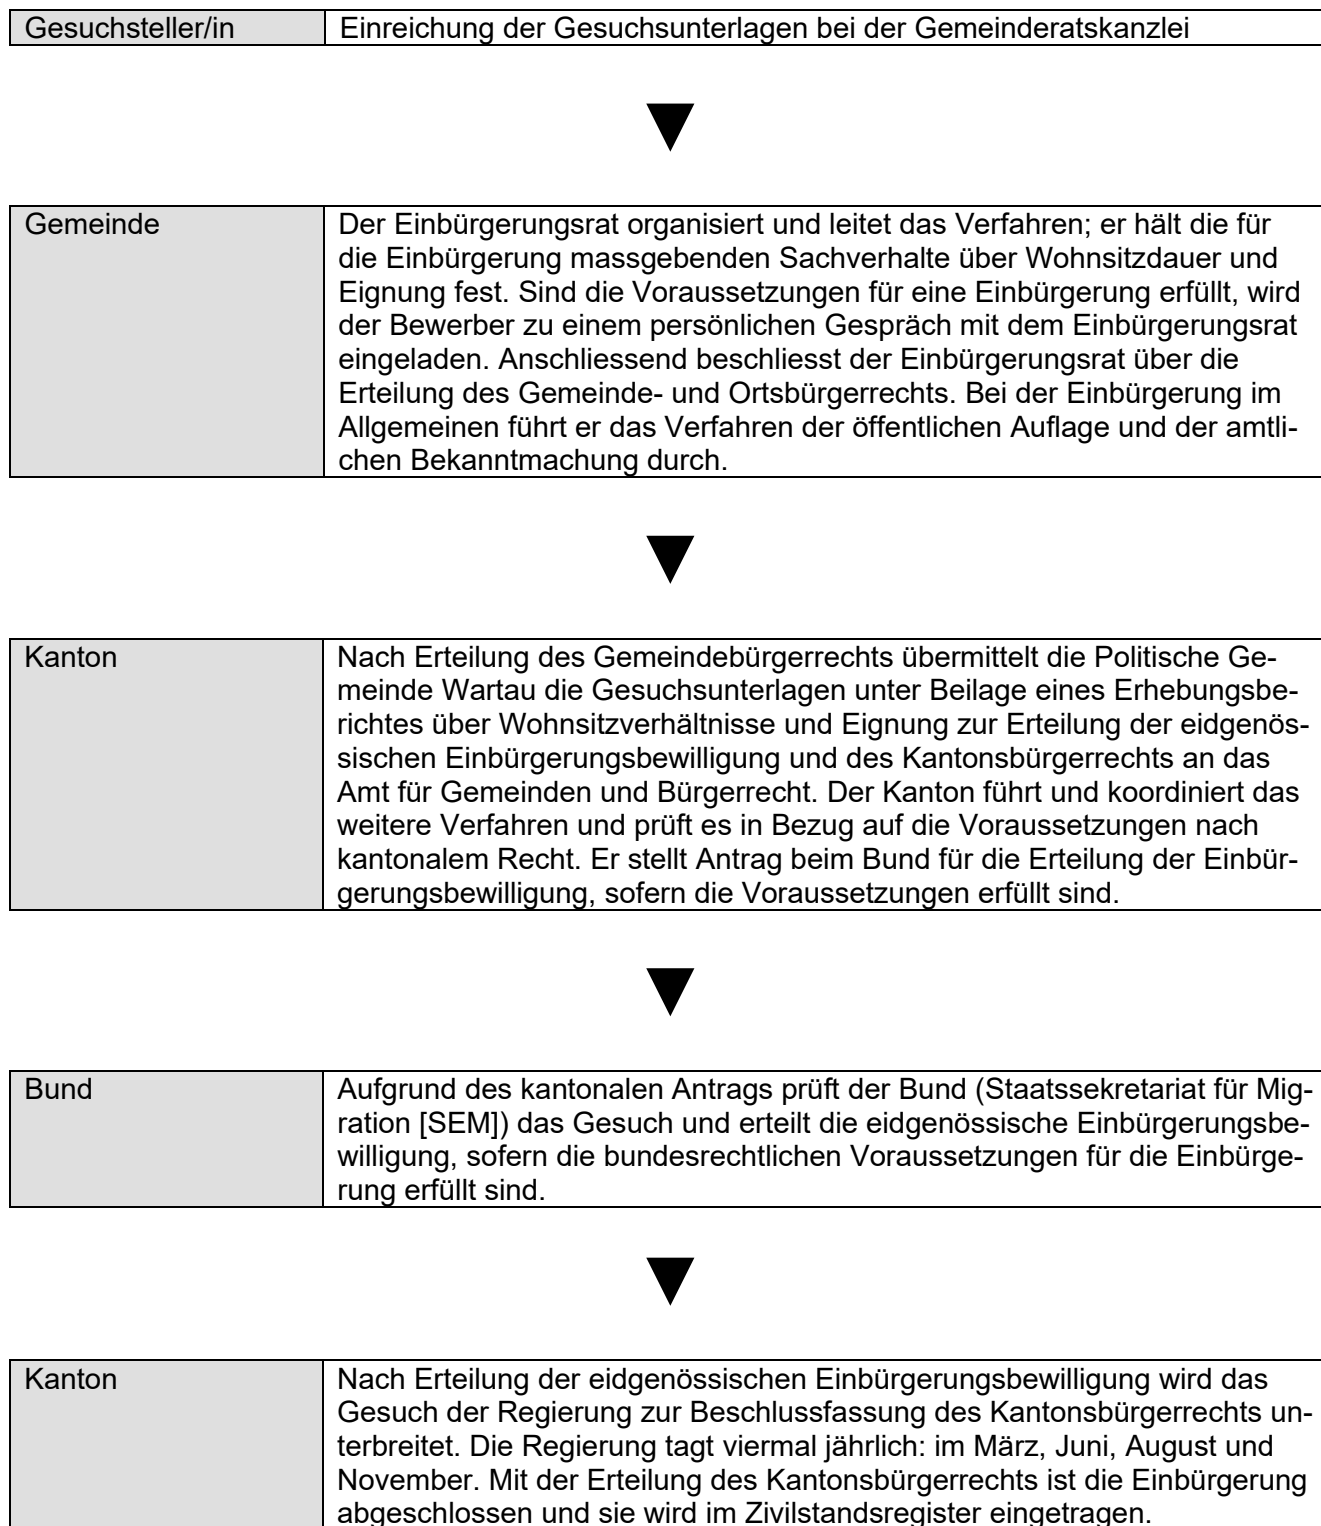 Gesuchsteller/in Einreichung der Gesuchsunterlagen bei der Gemeinderatskanzlei
Gemeinde Der Einbürgerungsrat organisiert und leitet das Verfahren; er hält die für
die Einbürgerung massgebenden Sachverhalte über Wohnsitzdauer und
Eignung fest. Sind die Voraussetzungen für eine Einbürgerung erfüllt, wird
der Bewerber zu einem persönlichen Gespräch mit dem Einbürgerungsrat
eingeladen. Anschliessend beschliesst der Einbürgerungsrat über die
Erteilung des Gemeinde- und Ortsbürgerrechts. Bei der Einbürgerung im
Allgemeinen führt er das Verfahren der öffentlichen Auflage und der amtli-
chen Bekanntmachung durch.
Kanton Nach Erteilung des Gemeindebürgerrechts übermittelt die Politische Ge-
meinde Wartau die Gesuchsunterlagen unter Beilage eines Erhebungsbe-
richtes über Wohnsitzverhältnisse und Eignung zur Erteilung der eidgenös-
sischen Einbürgerungsbewilligung und des Kantonsbürgerrechts an das
Amt für Gemeinden und Bürgerrecht. Der Kanton führt und koordiniert das
weitere Verfahren und prüft es in Bezug auf die Voraussetzungen nach
kantonalem Recht. Er stellt Antrag beim Bund für die Erteilung der Einbür-
gerungsbewilligung, sofern die Voraussetzungen erfüllt sind.
Bund Aufgrund des kantonalen Antrags prüft der Bund (Staatssekretariat für Mig-
ration [SEM]) das Gesuch und erteilt die eidgenössische Einbürgerungsbe-
willigung, sofern die bundesrechtlichen Voraussetzungen für die Einbürge-
rung erfüllt sind.
Kanton Nach Erteilung der eidgenössischen Einbürgerungsbewilligung wird das
Gesuch der Regierung zur Beschlussfassung des Kantonsbürgerrechts un-
terbreitet. Die Regierung tagt viermal jährlich: im März, Juni, August und
November. Mit der Erteilung des Kantonsbürgerrechts ist die Einbürgerung
abgeschlossen und sie wird im Zivilstandsregister eingetragen.